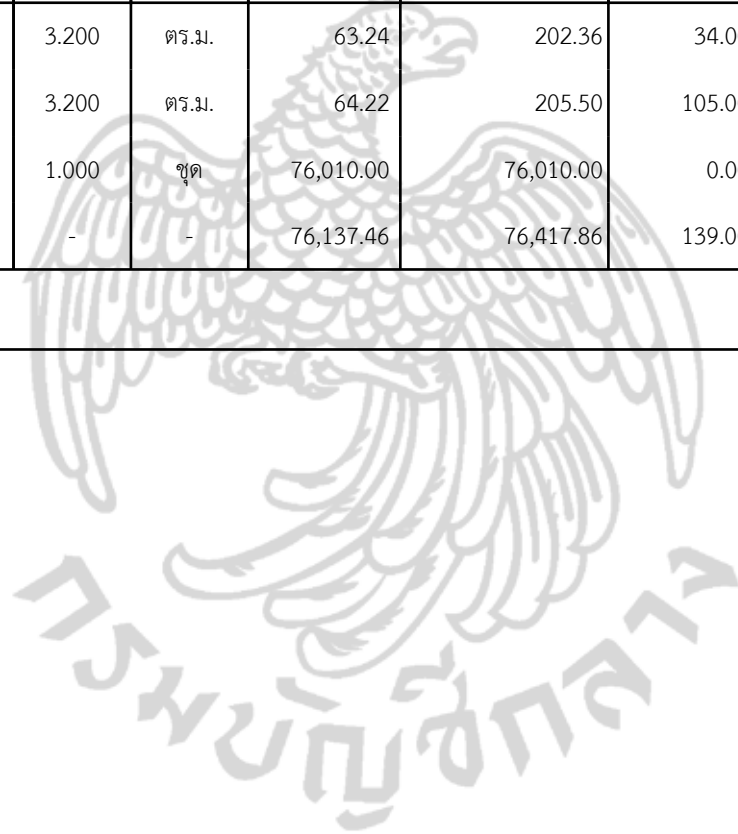 3.200 ตร.ม. 63.24 202.36 34.0
3.200 ตร.ม. 64.22 205.50 105.0
1.000 ชุด 76,010.00 76,010.00 0.0
- - 76,137.46 76,417.86 139.0
กรมบัญชีกลาง